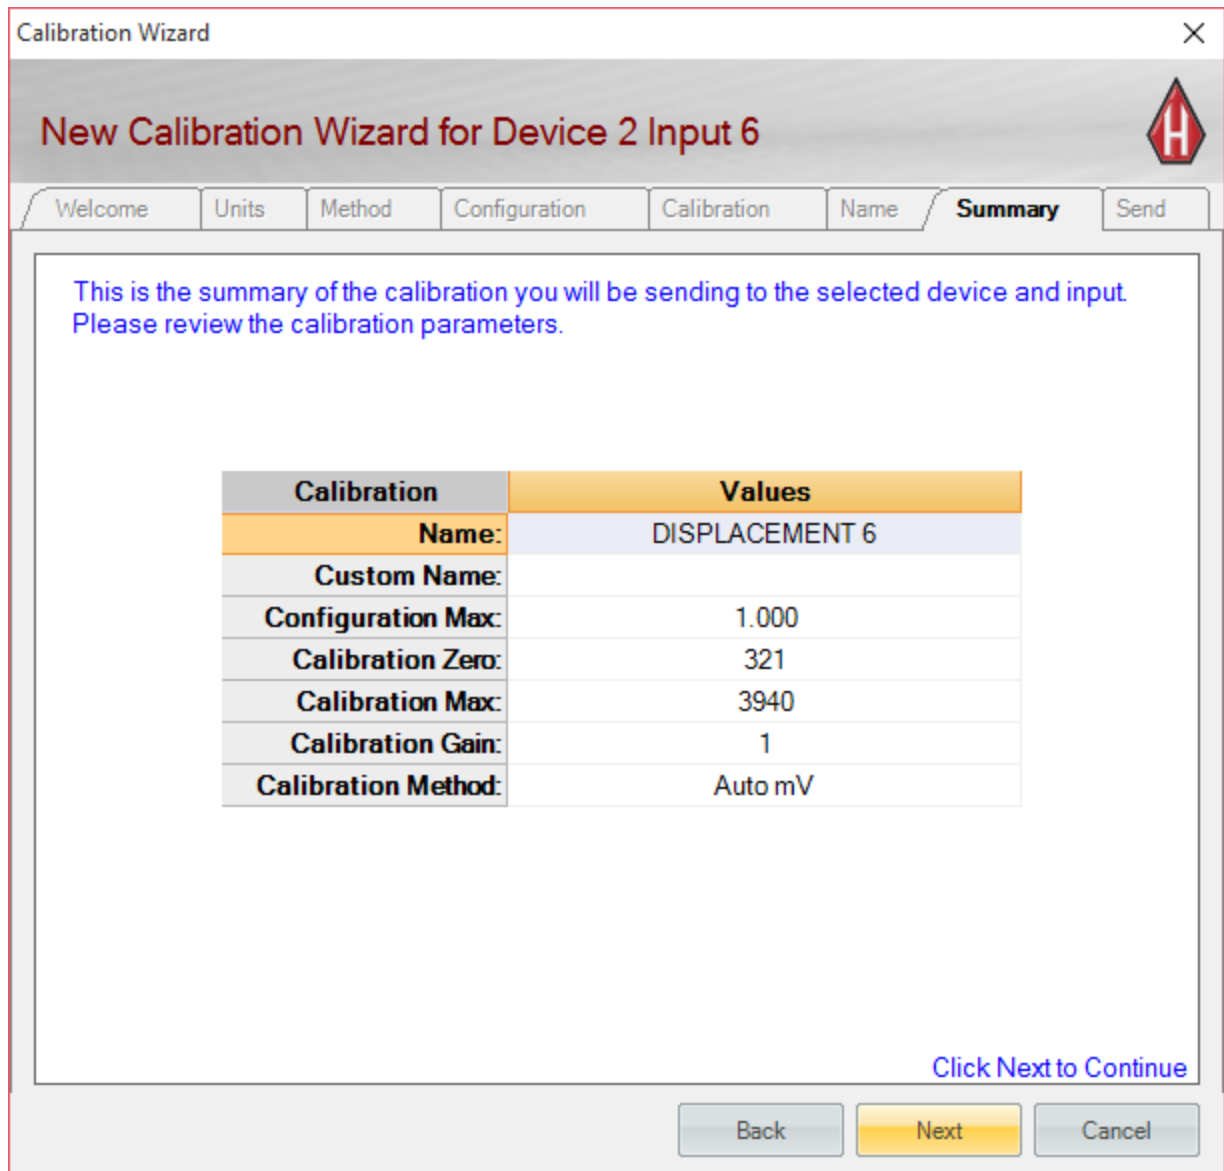 Calibration Wizard
New Calibration Wizard for Device 2 Input 6
H
Welcome Units Method Configuration Calibration Name Summary Send
This is the summary of the calibration you will be sending to the selected device and input.
Please review the calibration parameters.
Calibration Values
Name: DISPLACEMENT 6
Custom Name:
Configuration Max: 1.000
Calibration Zero: 321
Calibration Max: 3940
Calibration Gain: 1
Calibration Method: Auto mV
Click Next to Continue
Back Next Cancel